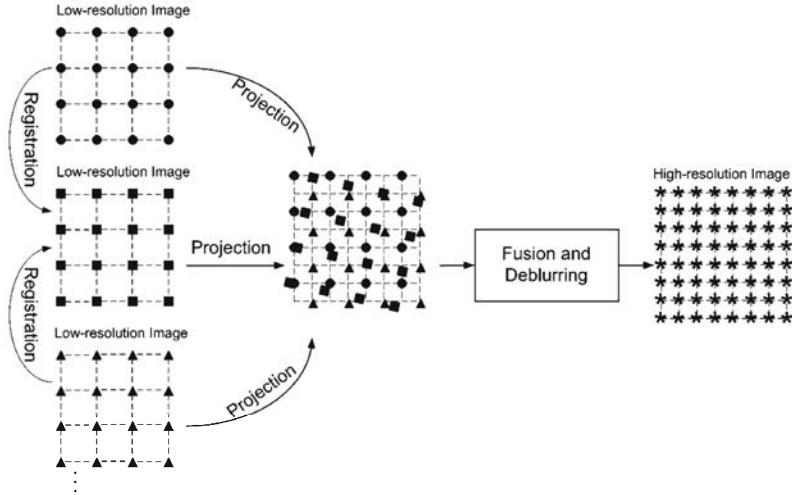 Low-resolution Image
Registration
Projection
Low-resolution Image
Projection
High-resolution Image
Fusion and
Deblurring
Registration
Low-resolution Image
Projection